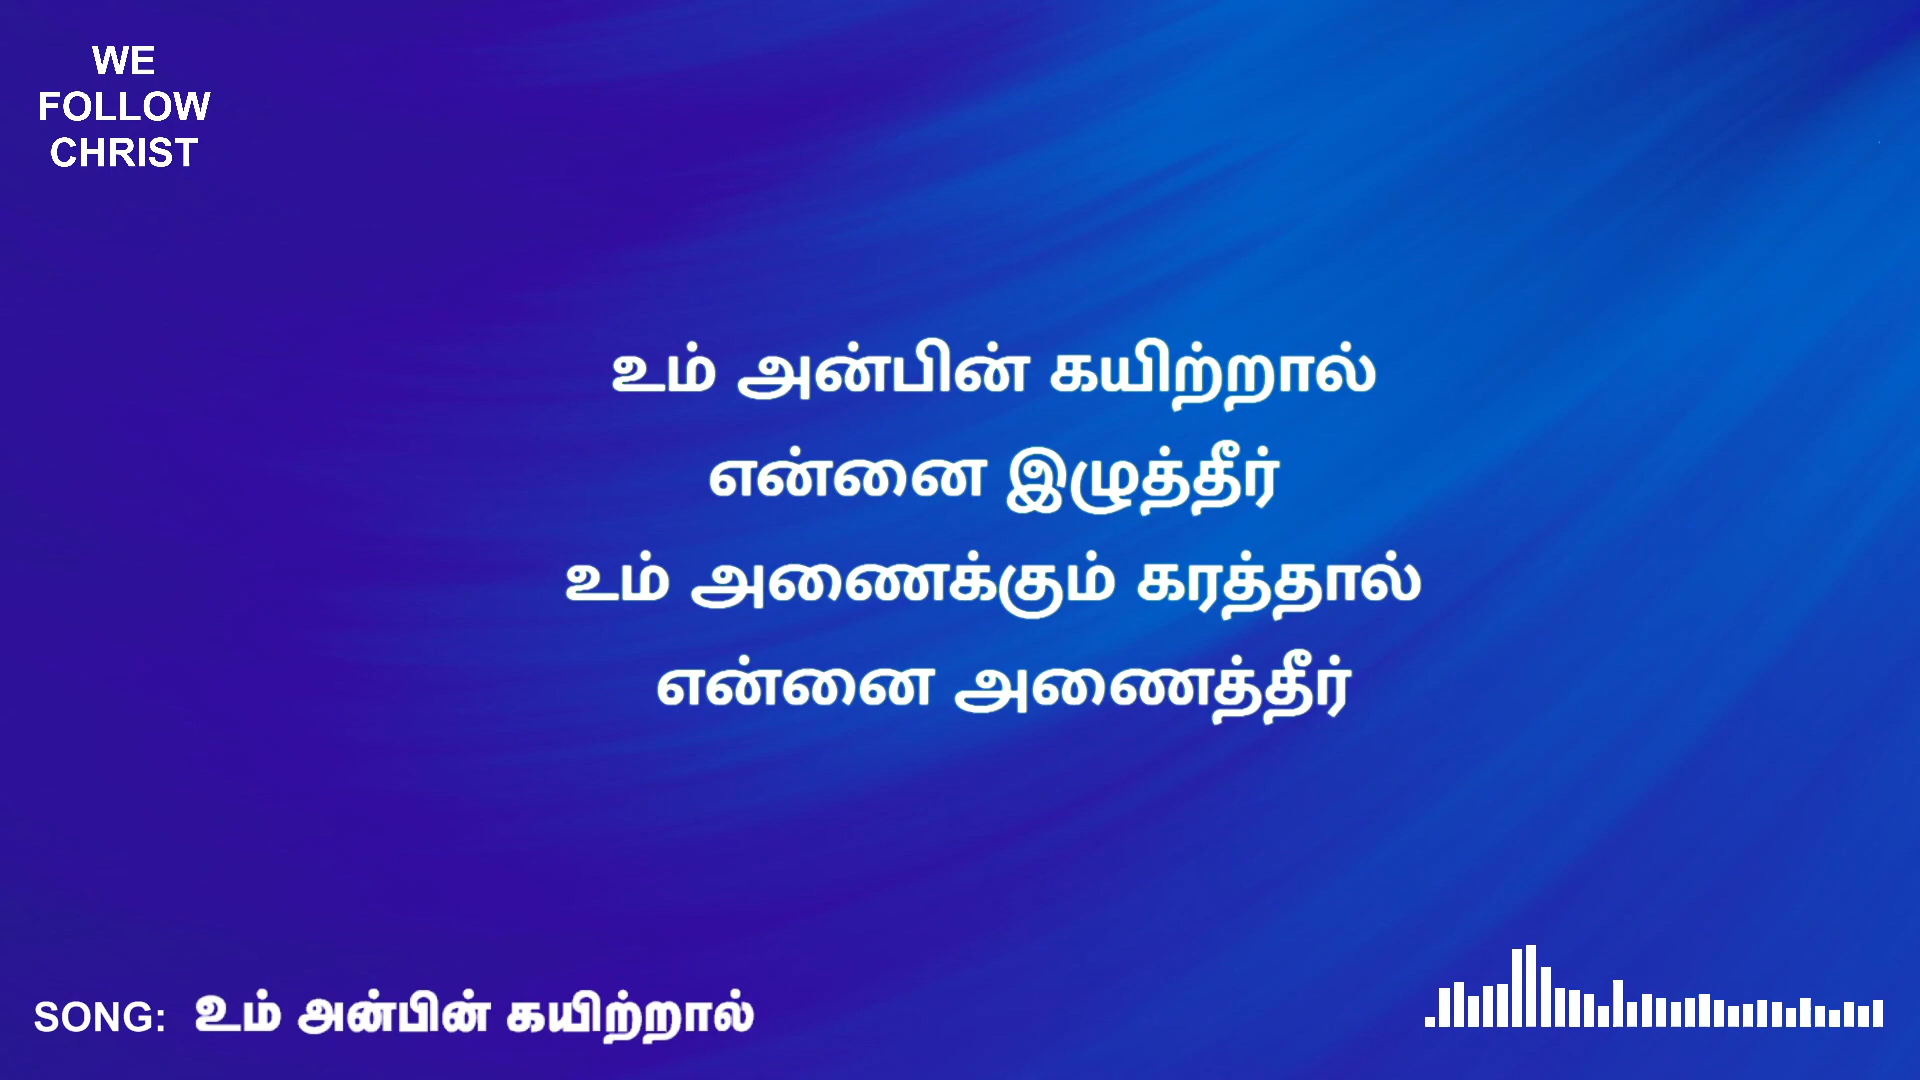 WE
FOLLOW
CHRIST
உம் அன்பின் கயிற்றால்
என்னை இழுத்தீர்
உம் அணைக்கும் கரத்தால்
என்னை அணைத்தீர்
SONG: உம் அன்பின் கயிற்றால்